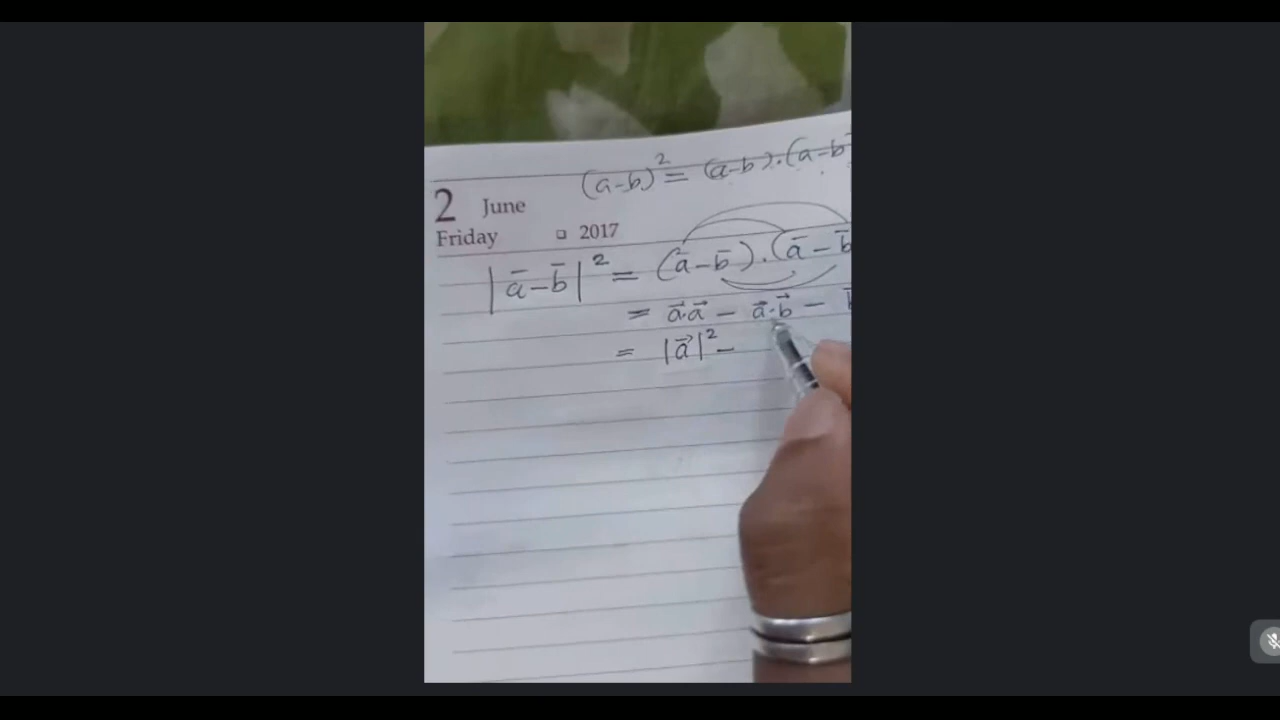 (a-b)² = (a-b).(a-b
2 June
Friday 2017
|a̅-b̅|² = (a̅-b̅).(a̅-b̅
= a⃗.a⃗ - a⃗.b⃗ -
= |a⃗|² -